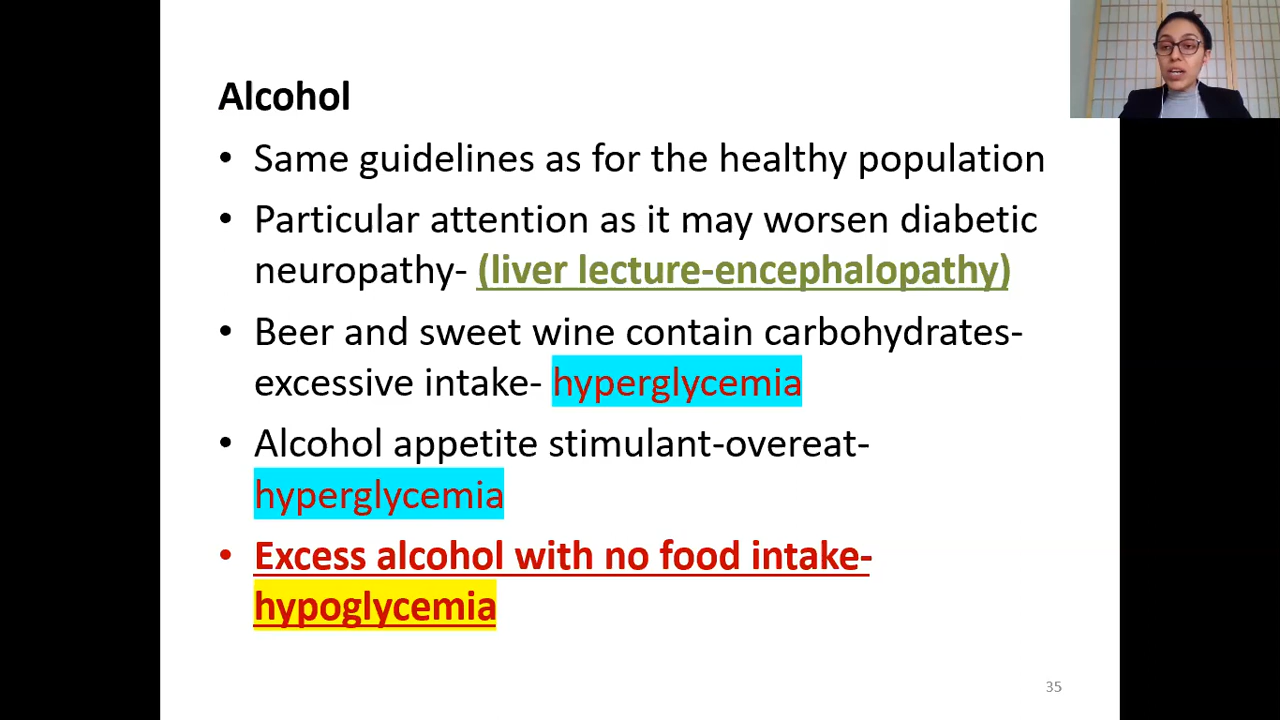 Alcohol
• Same guidelines as for the healthy population
• Particular attention as it may worsen diabetic
neuropathy- (liver lecture-encephalopathy)
• Beer and sweet wine contain carbohydrates-
excessive intake- hyperglycemia
• Alcohol appetite stimulant-overeat-
hyperglycemia
• Excess alcohol with no food intake-
hypoglycemia
35